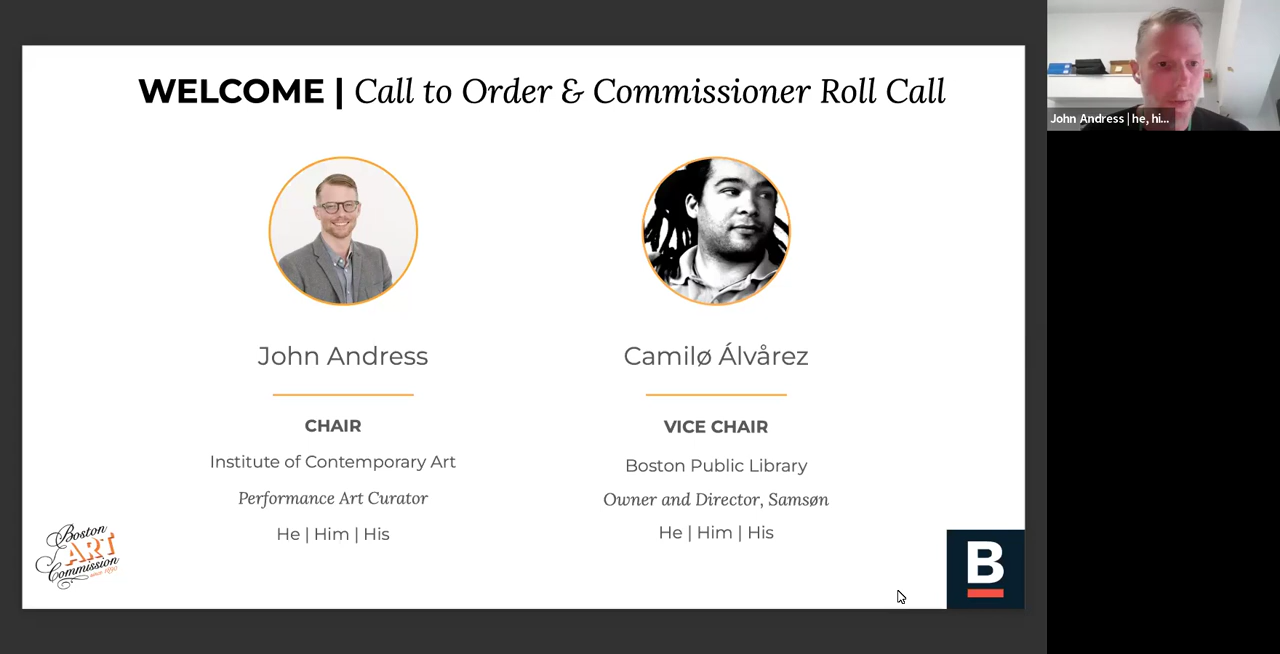 WELCOME | Call to Order & Commissioner Roll Call
John Andress | he, hi...
John Andress
CHAIR
Institute of Contemporary Art
Performance Art Curator
He | Him | His
Camilø Álvårez
VICE CHAIR
Boston Public Library
Owner and Director, Samsøn
He | Him | His
Boston
ART
Commission
since 1890
B